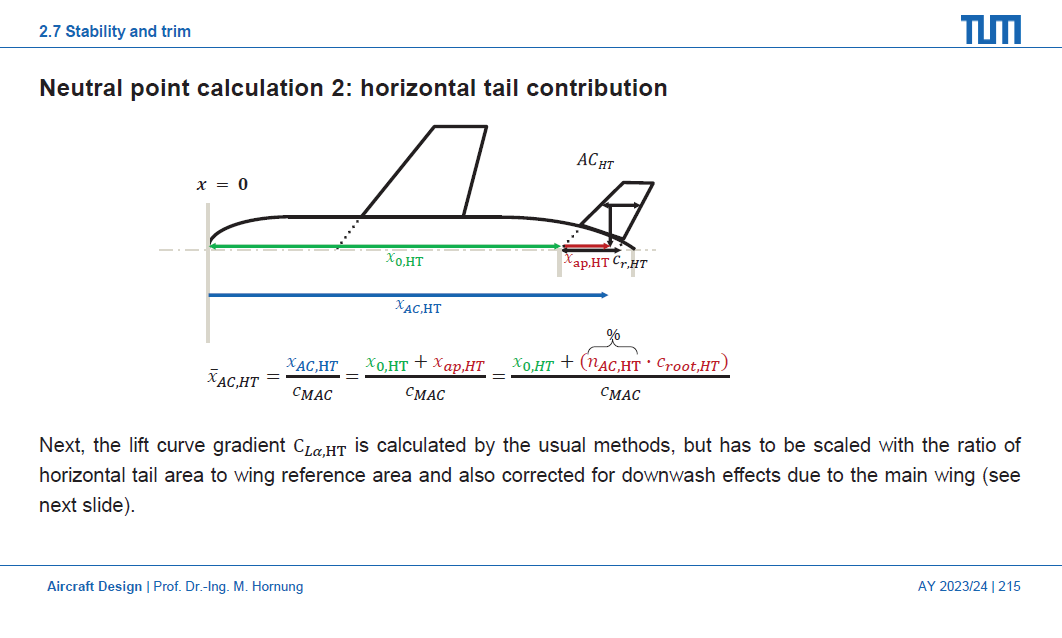 2.7 Stability and trim
TUM
Neutral point calculation 2: horizontal tail contribution
AC_HT
x = 0
x_0,HT
x_ap,HT c_r,HT
x_AC,HT
%
x̄_AC,HT = x_AC,HT / c_MAC = (x_0,HT + x_ap,HT) / c_MAC = (x_0,HT + (n_AC,HT · c_root,HT)) / c_MAC
Next, the lift curve gradient C_Lα,HT is calculated by the usual methods, but has to be scaled with the ratio of
horizontal tail area to wing reference area and also corrected for downwash effects due to the main wing (see
next slide).
Aircraft Design | Prof. Dr.-Ing. M. Hornung
AY 2023/24 | 215